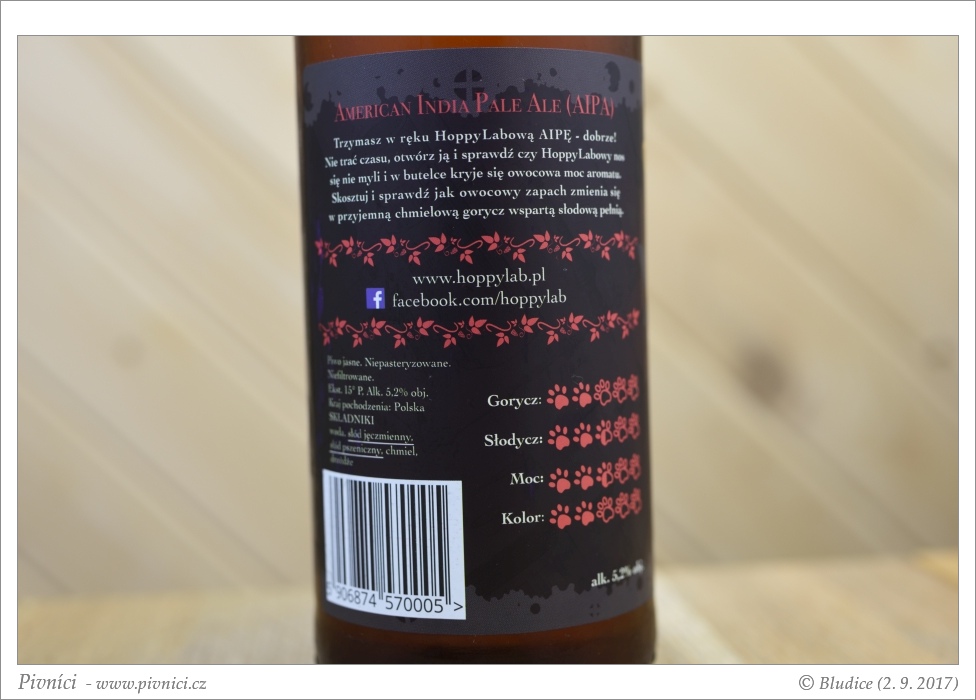 AMERICAN INDIA PALE ALE (AIPA)
Trzymasz w ręku HoppyLabową AIPĘ - dobrze!
Nie trać czasu, otwórz ją i sprawdź czy HoppyLabowy nos
się nie myli i w butelce kryje się owocowa moc aromatu.
Skosztuj i sprawdź jak owocowy zapach zmienia się
w przyjemną chmielową gorycz wspartą słodową pełnią.
www.hoppylab.pl
facebook.com/hoppylab
Piwo jasne. Niepasteryzowane.
Niefiltrowane.
Ekst. 15° P. Alk. 5.2% obj.
Kraj pochodzenia: Polska
SKŁADNIKI
woda, słód jęczmienny,
słód pszeniczny, chmiel,
drożdże
Gorycz:
Słodycz:
Moc:
Kolor:
alk. 5,2% obj.
5 906874 570005 >
Pivníci - www.pivnici.cz
© Bludice (2. 9. 2017)